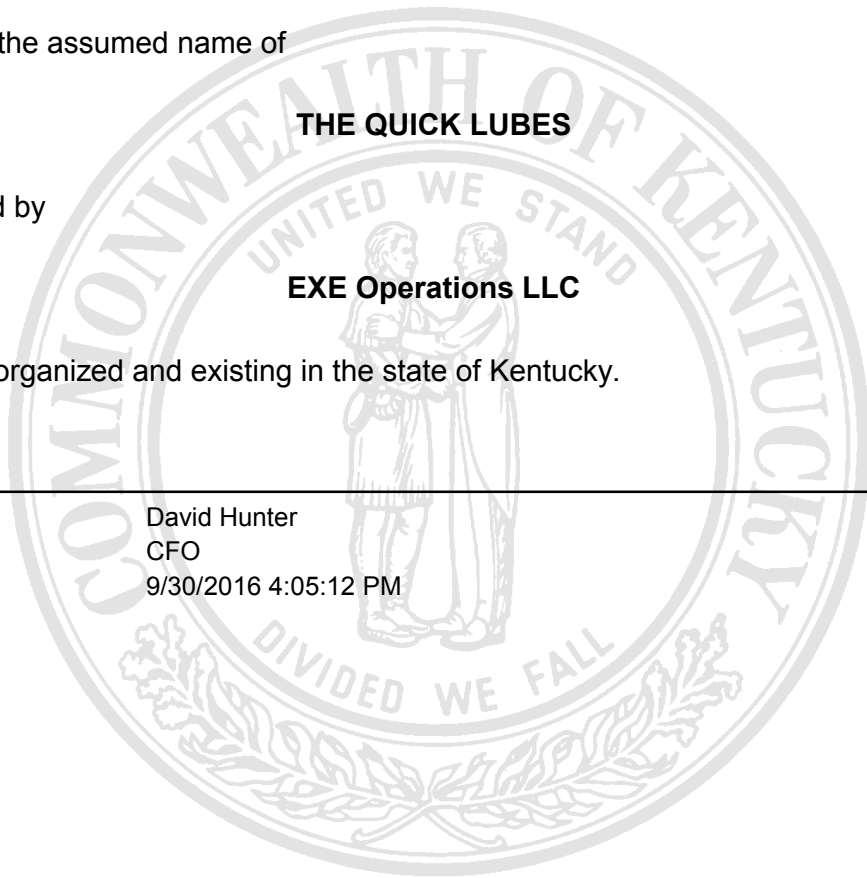 the assumed name of
THE QUICK LUBES
d by
EXE Operations LLC
organized and existing in the state of Kentucky.
David Hunter
CFO
9/30/2016 4:05:12 PM
COMMONWEALTH OF KENTUCKY
UNITED WE STAND
DIVIDED WE FALL